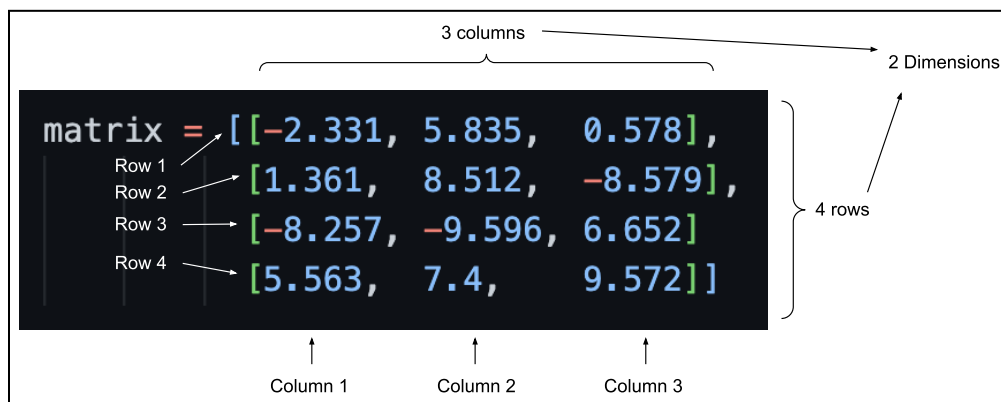 3 columns
2 Dimensions
matrix = [[−2.331, 5.835, 0.578],
Row 1
Row 2
[1.361, 8.512, −8.579],
4 rows
Row 3
[−8.257, −9.596, 6.652]
Row 4
[5.563, 7.4, 9.572]]
Column 1
Column 2
Column 3